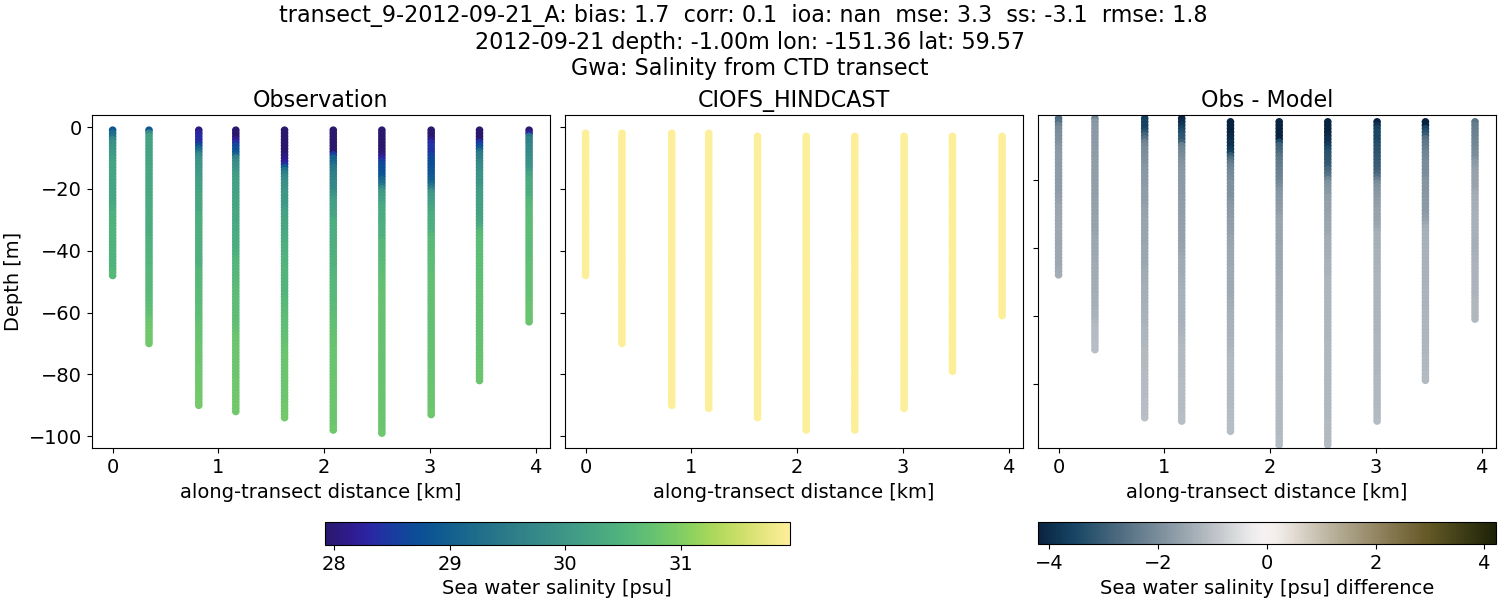 transect_9-2012-09-21_A: bias: 1.7  corr: 0.1  ioa: nan  mse: 3.3  ss: -3.1  rmse: 1.8
2012-09-21 depth: -1.00m lon: -151.36 lat: 59.57
Gwa: Salinity from CTD transect
Observation
CIOFS_HINDCAST
Obs - Model
Depth [m]
0
−20
−40
−60
−80
−100
0 1 2 3 4
0 1 2 3 4
0 1 2 3 4
along-transect distance [km]
along-transect distance [km]
along-transect distance [km]
28 29 30 31
Sea water salinity [psu]
−4 −2 0 2 4
Sea water salinity [psu] difference